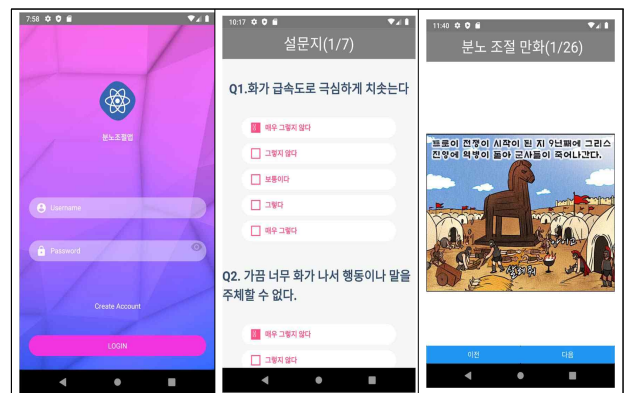 7:58
분노조절앱
Username
Password
Create Account
LOGIN
10:17
설문지(1/7)
Q1.화가 급속도로 극심하게 치솟는다
매우 그렇지 않다
그렇지 않다
보통이다
그렇다
매우 그렇다
Q2. 가끔 너무 화가 나서 행동이나 말을
주체할 수 없다.
매우 그렇지 않다
그렇지 않다
11:40
분노 조절 만화(1/26)
트로이 전쟁이 시작이 된 지 9년째에 그리스
진영에 역병이 돌아 군사들이 죽어나갔다.
살려줘
이전
다음